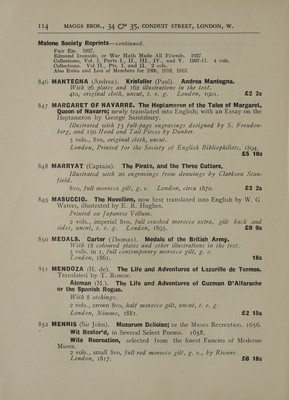 114 MAGGS BROS., 34 & 35, CONDUIT STREET, LONDON, W.
Malone Society Reprints—continued.
Fair Em. 1927.
Edmond Ironside, or War Hath Made All Friends. 1927.
Collections, Vol. I, Parts I., II., III., IV., and V. 1907-11. 4 vols.
Collections. Vol II., Pts. I. and II. 2 vols.
Also Rules and List of Members for 1909, 1910, 1913.
846 MANTEGNA (Andrea). Kristeller (Paul). Andrea Mantegna.
With 26 plates and 162 illustrations in the text.
4to, original cloth, uncut, t. e. g. London, 1901. £2 2s
847 MARGARET OF NAVARRE. The Heptameron of the Tales of Margaret,
Queen of Navarre; newly translated into English; with an Essay on the
Heptameron by George Saintsbury.
Illustrated with 73 full-page engravings designed by S. Freuden-
berg, and 150 Head and Tail Pieces by Dunker.
5 vols., 8vo, original cloth, uncut.
London, Printed for the Society of English Bibliophilists, 1894.
£5 10s
848 MARRYAT (Captain). The Pirate, and the Three Cutters,
Illustrated with 20 engravings from drawings by Clarkson Stan-
field.
8vo, full morocco gilt, g. e. London, circa 1870. £2 2s
849 MASUCCIO. The Novellino, now first translated into English by W. G.
Waters, illustrated by E. R. Hughes.
Printed on Japanese Vellum.
2 vols., imperial 8vo, full crushed morocco extra, gilt back and
sides, uncut, t. e. g. London, 1895. £9 9s
850 MEDALS. Carter (Thomas). Medals of the British Army.
With 18 coloured plates and other illustrations in the text.
3 vols. in 1, full contemporary morocco gilt, g. e.
London, 1861. 18s
851 MENDOZA (H. de). The Life and Adventures of Lazarillo de Tormes.
Translated by T. Roscoe.
Aleman (M.). The Life and Adventures of Guzman D'Alfarache
or the Spanish Rogue.
With 8 etchings.
2 vols., crown 8vo, half morocco gilt, uncut, t. e. g.
London, Nimmo, 1881. £2 15s
852 MENNIS (Sir John). Musarum Deliciæ; or the Muses Recreation. 1656.
Wit Restor'd, in Several Select Poems. 1658.
Witz Recreation, selected from the finest Fancies of Moderne
Muses.
2 vols., small 8vo, full red morocco gilt, g. e., by Riviere.
London, 1817. £6 18s